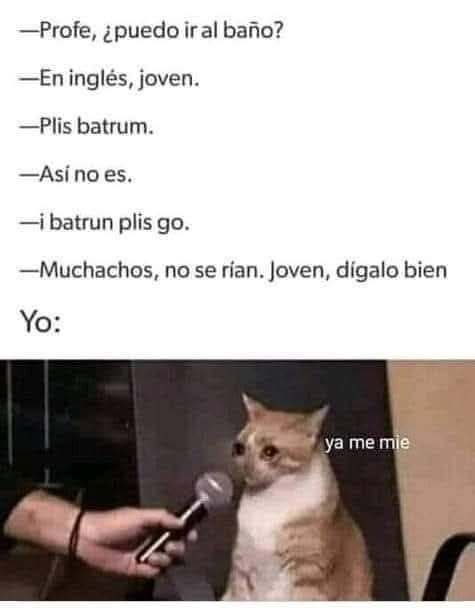 —Profe, ¿puedo ir al baño?
—En inglés, joven.
—Plis batrum.
—Así no es.
—i batrun plis go.
—Muchachos, no se rían. Joven, dígalo bien
Yo:
ya me mie